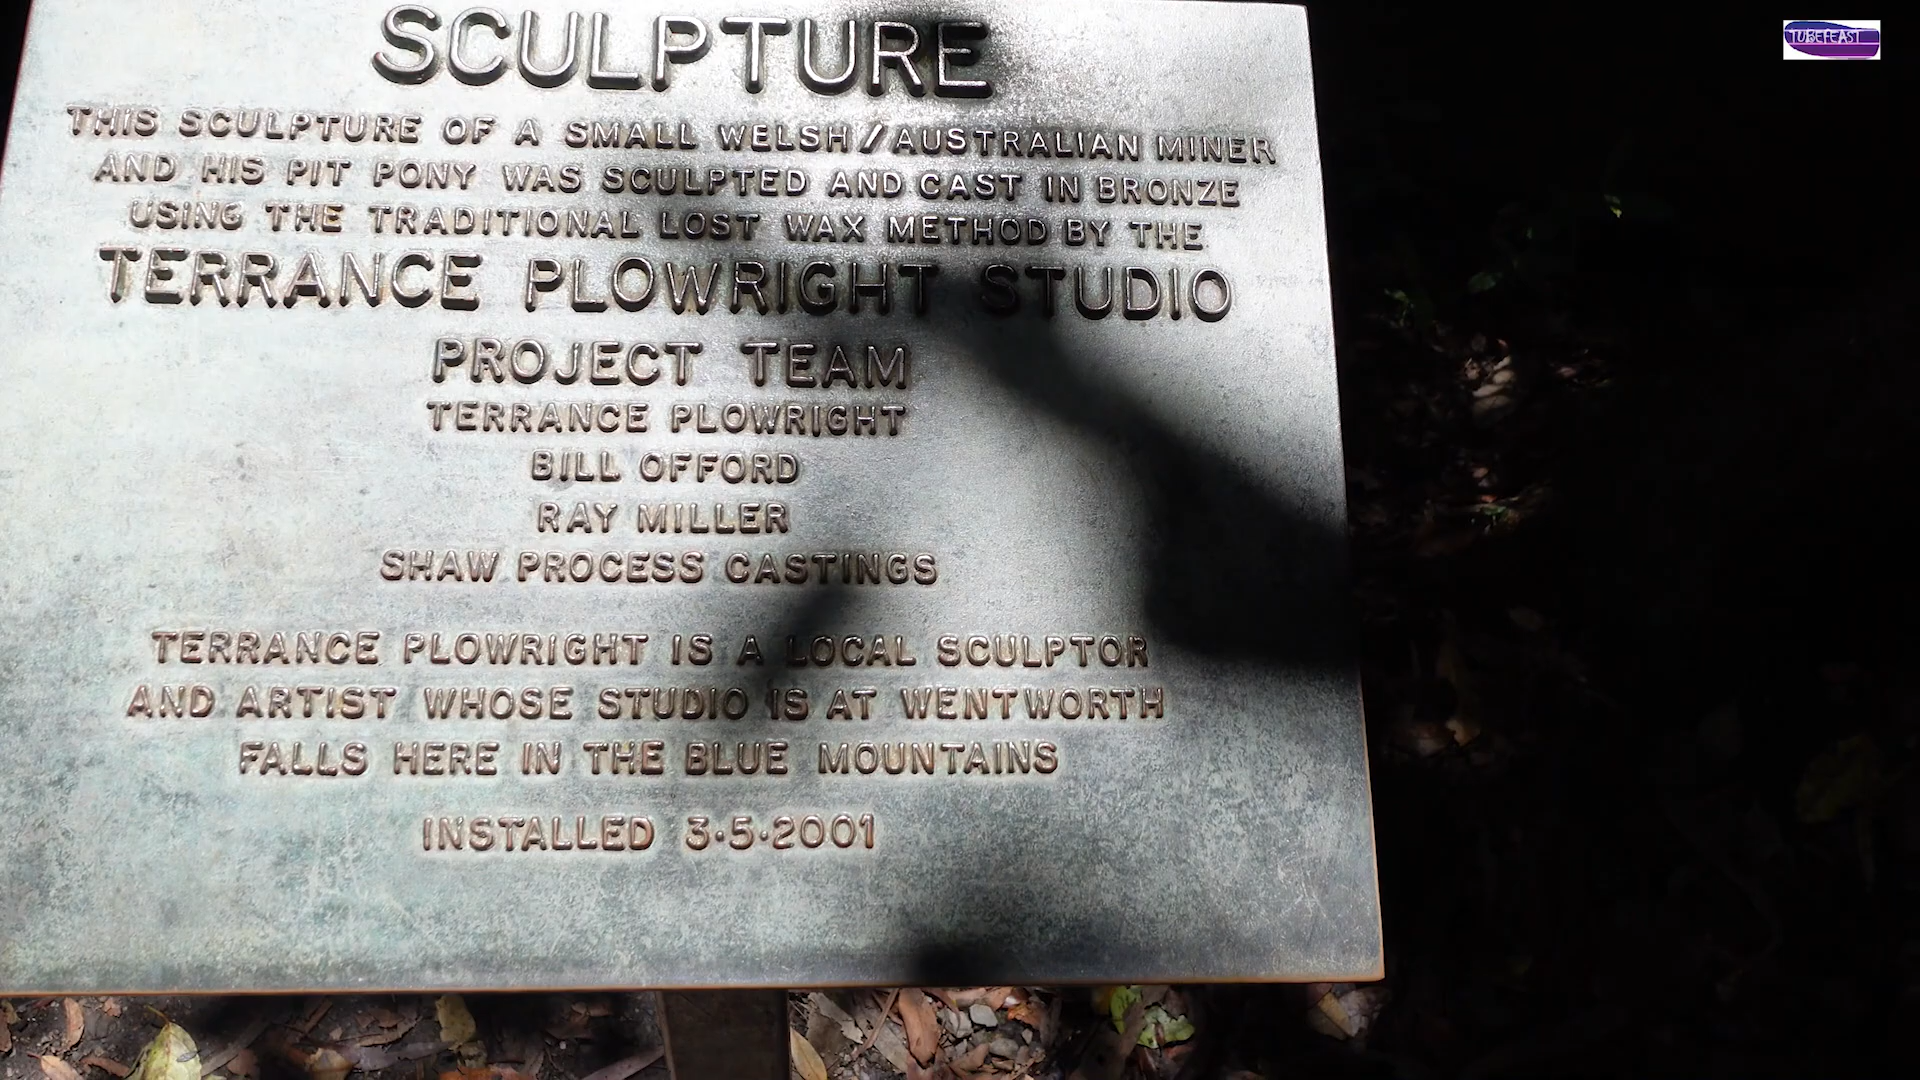 TUBEFEAST
SCULPTURE
THIS SCULPTURE OF A SMALL WELSH/AUSTRALIAN MINER
AND HIS PIT PONY WAS SCULPTED AND CAST IN BRONZE
USING THE TRADITIONAL LOST WAX METHOD BY THE
TERRANCE PLOWRIGHT STUDIO
PROJECT TEAM
TERRANCE PLOWRIGHT
BILL OFFORD
RAY MILLER
SHAW PROCESS CASTINGS
TERRANCE PLOWRIGHT IS A LOCAL SCULPTOR
AND ARTIST WHOSE STUDIO IS AT WENTWORTH
FALLS HERE IN THE BLUE MOUNTAINS
INSTALLED 3·5·2001